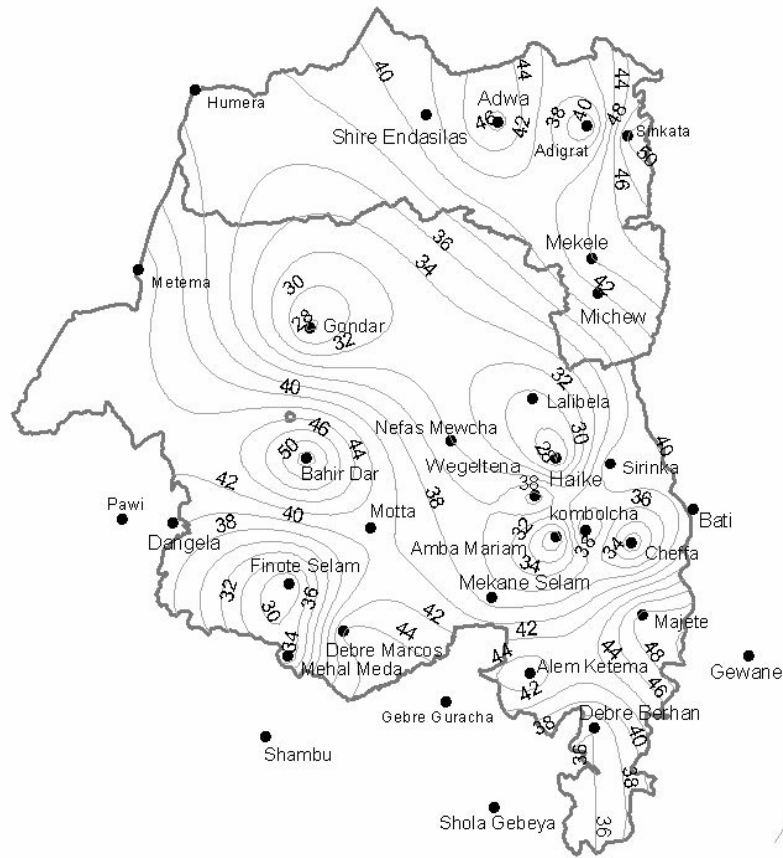 40
44
44
Humera
Adwa
46
42
38
40
48
Shire Endasilas
Adigrat
Sinkata
50
46
36
34
Mekele
Metema
30
42
Michew
28
Gondar
32
32
40
Lalibela
46
Nefas Mewcha
30
44
40
50
28
Wegeltena
Haike
Sirinka
Bahir Dar
42
38
38
36
Pawi
38
40
Motta
kombolcha
Bati
Dangela
32
Amba Mariam
34
Cheffa
Finote Selam
34
32
36
Mekane Selam
30
42
44
42
44
48
Majete
34
Debre Marcos
Mehal Meda
44
Alem Ketema
Gewane
42
46
Gebre Guracha
38
Debre Berhan
40
Shambu
36
38
Shola Gebeya
36